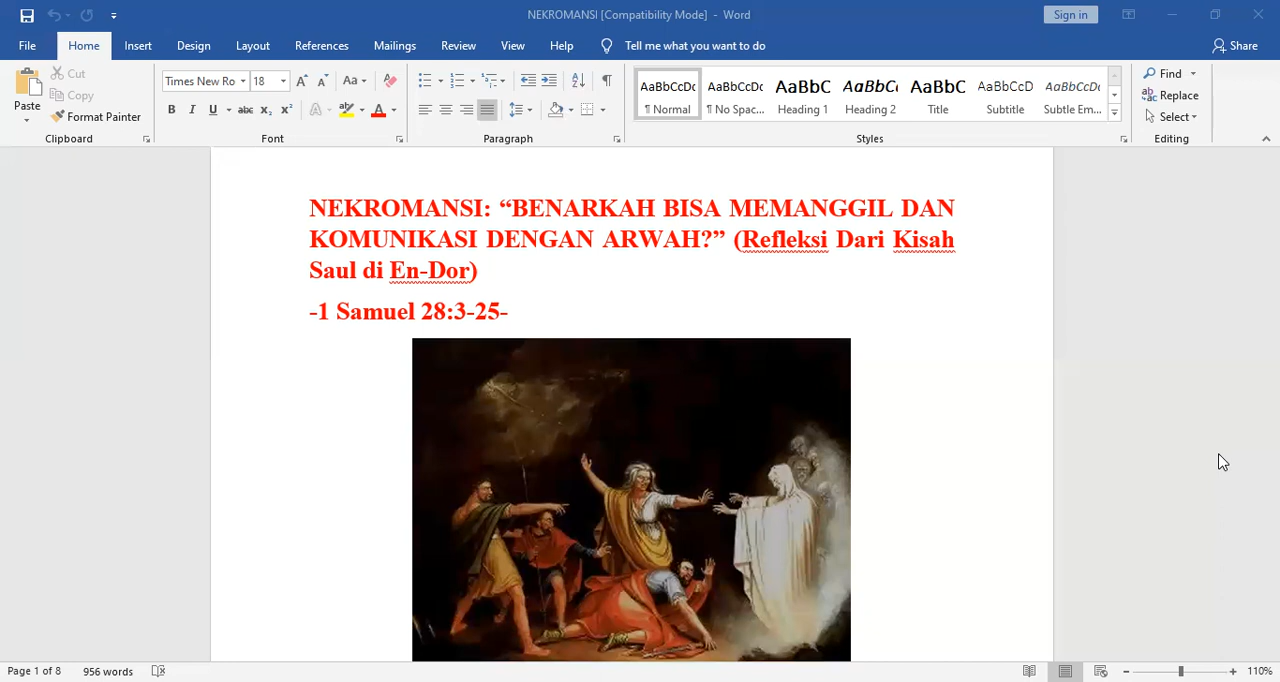 NEKROMANSI [Compatibility Mode] - Word
Sign in
File Home Insert Design Layout References Mailings Review View Help Tell me what you want to do
Share
Paste
Cut
Copy
Format Painter
Clipboard
Times New Ro 18
Font
Paragraph
AaBbCcDc AaBbCcDc AaBbC AaBbC AaBbC AaBbCcD AaBbCcDc
¶ Normal ¶ No Spac... Heading 1 Heading 2 Title Subtitle Subtle Em...
Styles
Find
Replace
Select
Editing
NEKROMANSI: “BENARKAH BISA MEMANGGIL DAN
KOMUNIKASI DENGAN ARWAH?” (Refleksi Dari Kisah
Saul di En-Dor)
-1 Samuel 28:3-25-
Page 1 of 8 956 words
110%